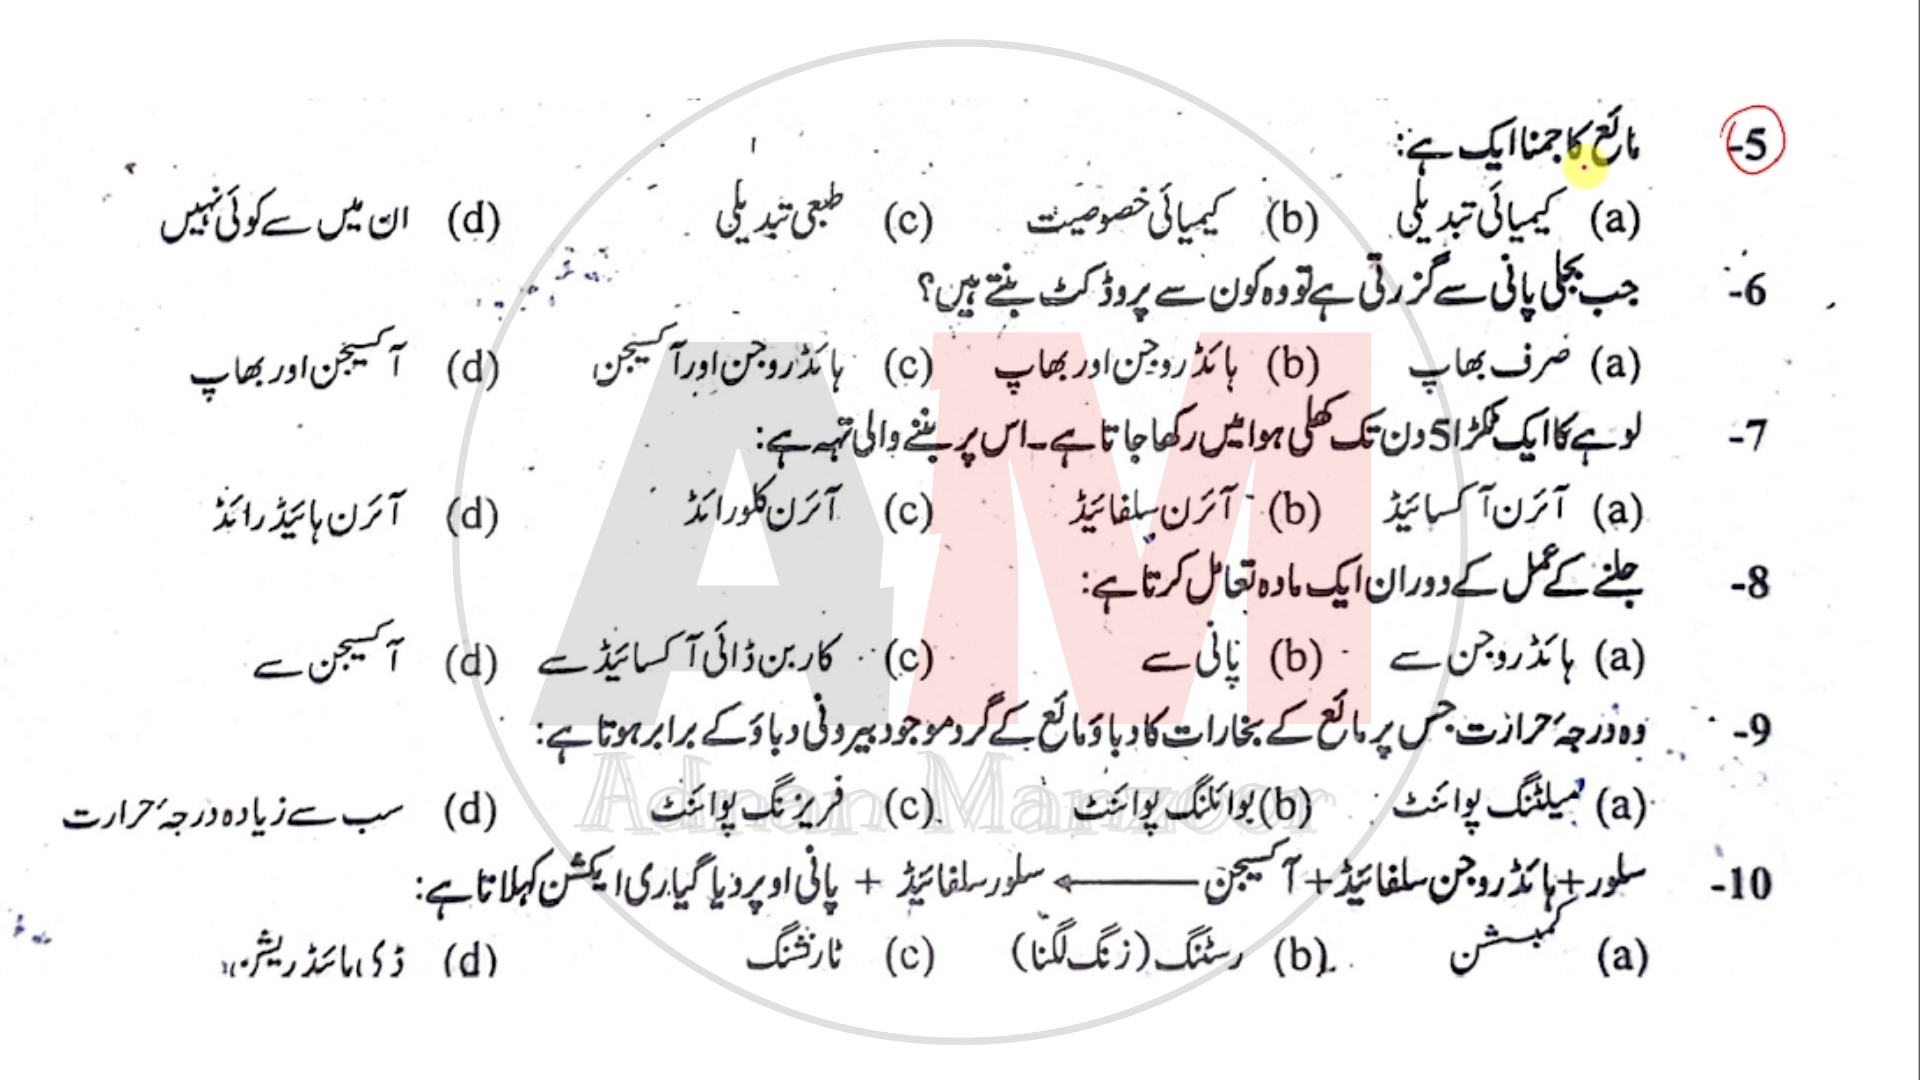 -5 مائع کا جمنا ایک ہے:
(a) کیمیائی تبدیلی (b) کیمیائی خصوصیت (c) طبعی تبدیلی (d) ان میں سے کوئی نہیں
-6 جب بجلی پانی سے گزرتی ہے تو وہ کون سے پروڈکٹ بنتے ہیں؟
(a) صرف بھاپ (b) ہائڈروجن اور بھاپ (c) ہائڈروجن اور آکسیجن (d) آکسیجن اور بھاپ
-7 لوہے کا ایک ٹکڑا 5 دن تک کھلی ہوا میں رکھا جاتا ہے۔ اس پر بننے والی تہہ ہے:
(a) آئرن آکسائیڈ (b) آئرن سلفائیڈ (c) آئرن کلورائڈ (d) آئرن ہائیڈرائڈ
-8 جلنے کے عمل کے دوران ایک مادہ تعامل کرتا ہے:
(a) ہائڈروجن سے (b) پانی سے (c) کاربن ڈائی آکسائیڈ سے (d) آکسیجن سے
-9 وہ درجۂ حرارت جس پر مائع کے بخارات کا دباؤ مائع کے گرد موجود بیرونی دباؤ کے برابر ہوتا ہے:
(a) میلٹنگ پوائنٹ (b) بوائلنگ پوائنٹ (c) فریزنگ پوائنٹ (d) سب سے زیادہ درجۂ حرارت
-10 سلور + ہائڈروجن سلفائیڈ + آکسیجن ← سلور سلفائیڈ + پانی اوپر دیا گیا ری ایکشن کہلاتا ہے:
(a) کمبسشن (b) رسٹنگ (زنگ لگنا) (c) ٹارنشنگ (d) ڈی ہائڈریشن
AM
Adnan Manzoor